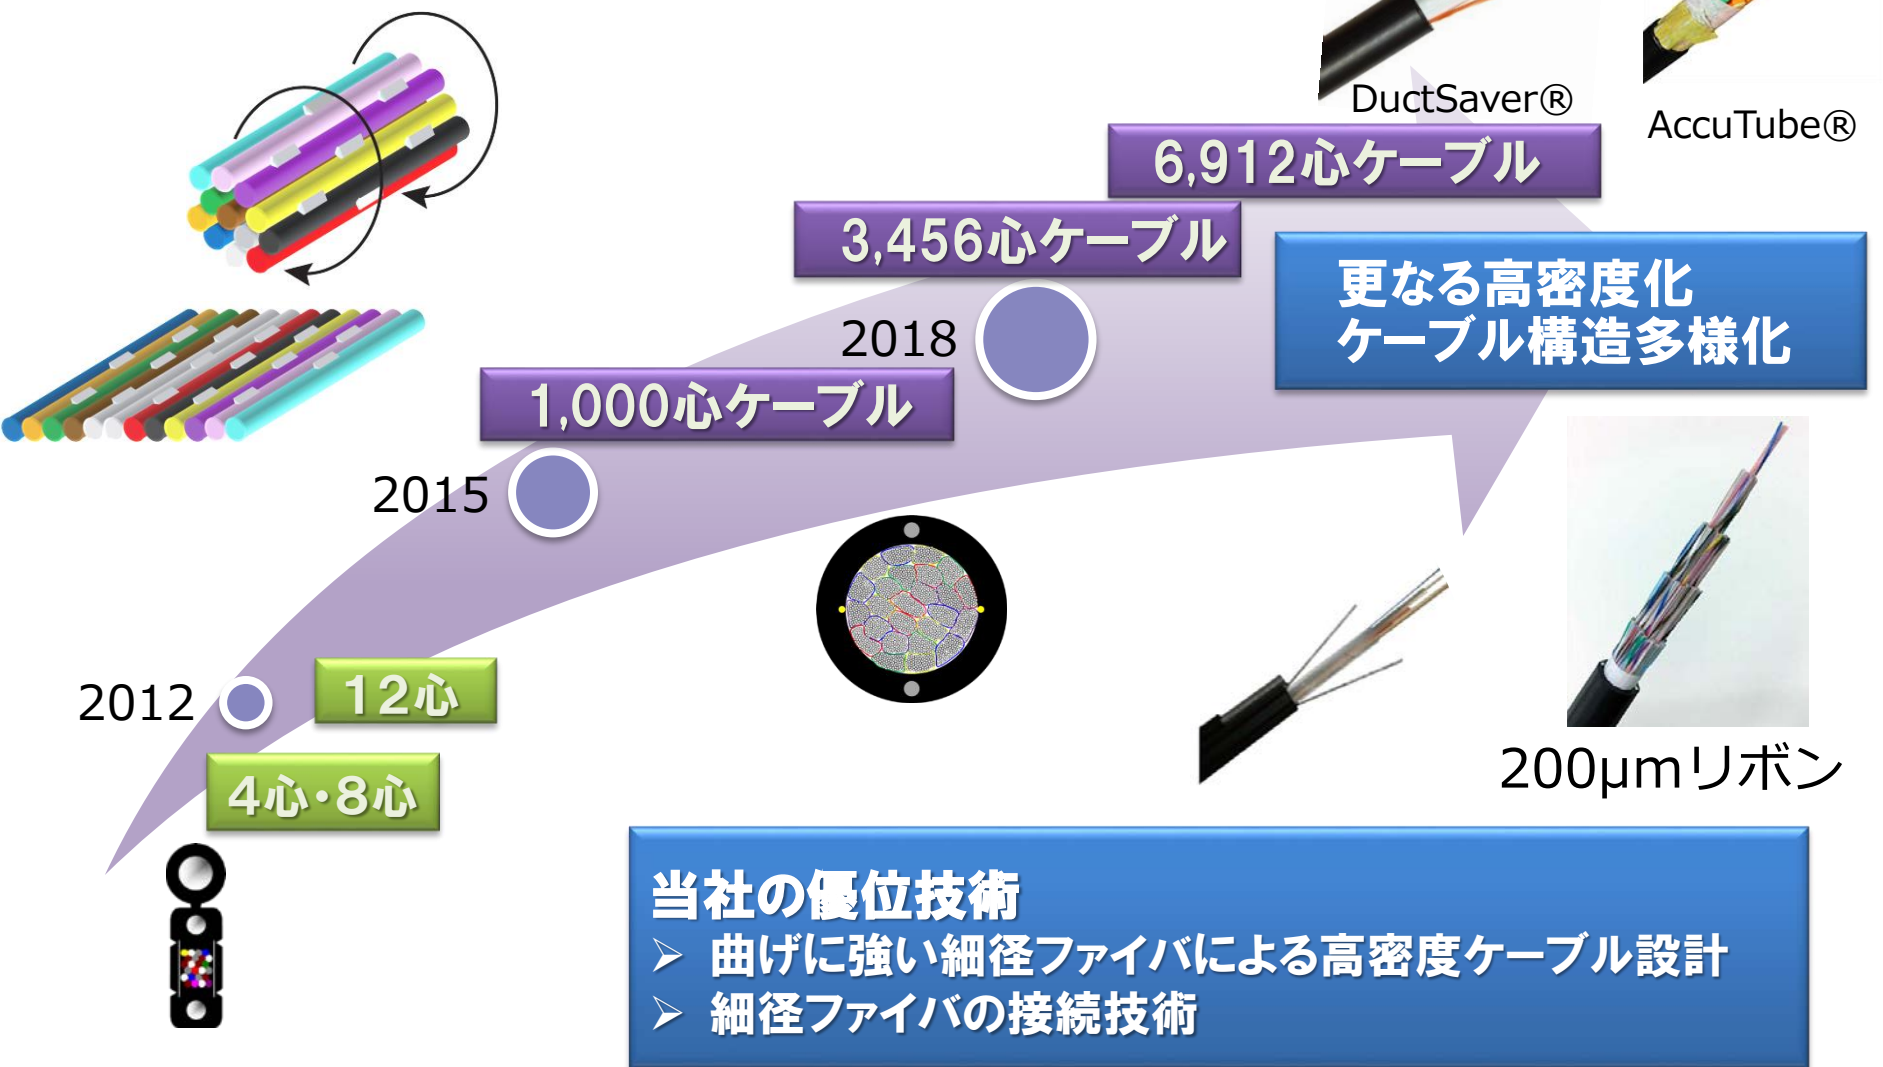 DuctSaver®
AccuTube®
6,912心ケーブル
3,456心ケーブル
更なる高密度化
ケーブル構造多様化
2018
1,000心ケーブル
2015
2012
12心
4心・8心
200μmリボン
当社の優位技術
➢ 曲げに強い細径ファイバによる高密度ケーブル設計
➢ 細径ファイバの接続技術